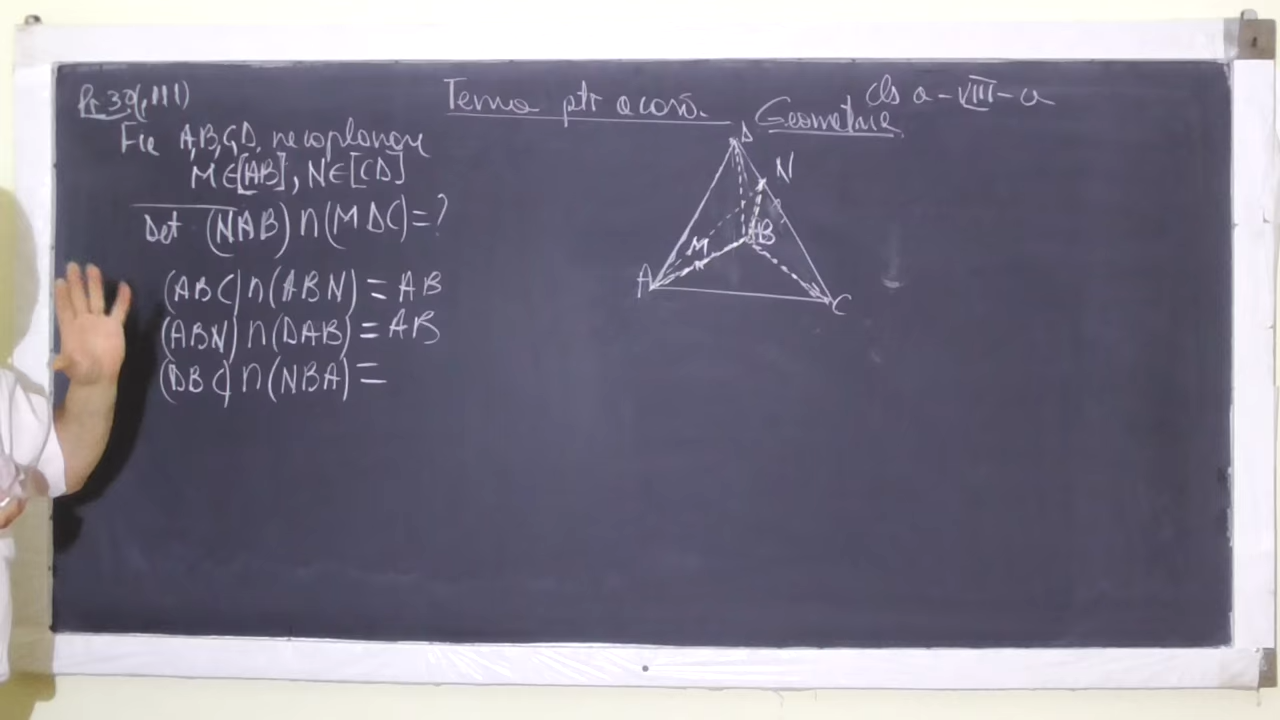 Tema ptr acasă.
cls a-VIII-a
Geometrie
Pr 39(111)
Fie A,B,C,D, necoplanare
M∈[AB], N∈[CD]
Det (NAB)∩(MDC)=?
(ABC)∩(ABN)=AB
(ABN)∩(DAB)=AB
(DBC)∩(NBA)=
D
N
M
B
A
C